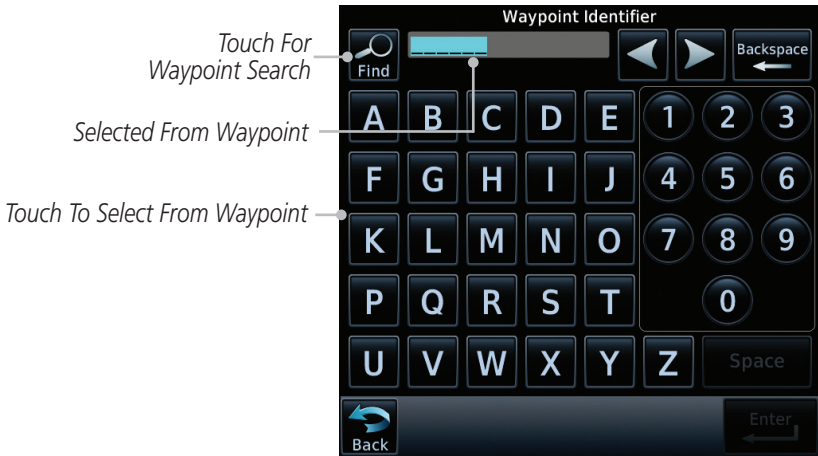 Waypoint Identifier
Touch For
Waypoint Search
Find
Backspace
Selected From Waypoint
A B C D E 1 2 3
F G H I J 4 5 6
Touch To Select From Waypoint
K L M N O 7 8 9
P Q R S T 0
U V W X Y Z Space
Back
Enter